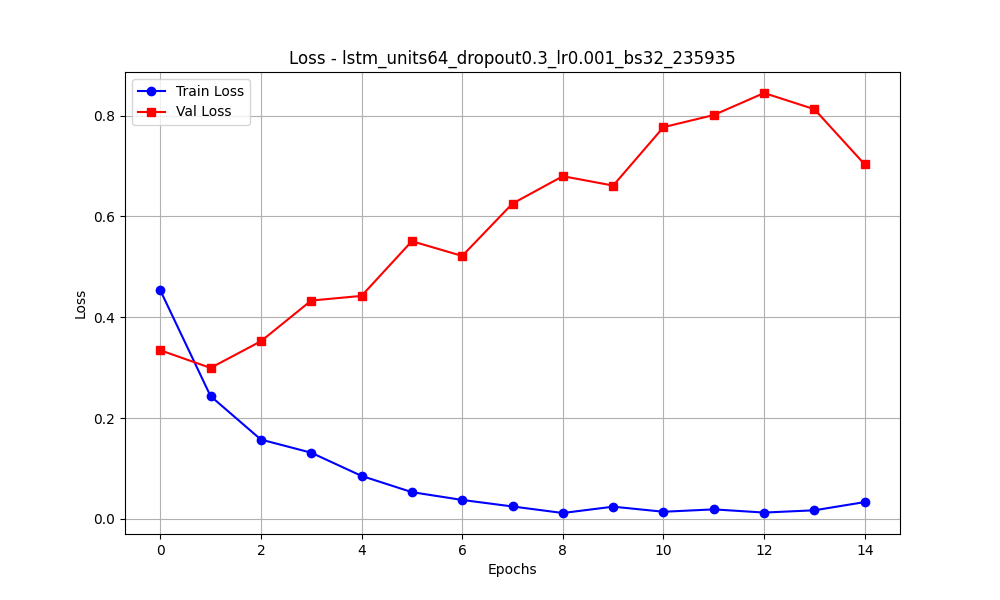 Loss - lstm_units64_dropout0.3_lr0.001_bs32_235935
Train Loss
Val Loss
0.8
0.6
0.4
0.2
0.0
Loss
0 2 4 6 8 10 12 14
Epochs